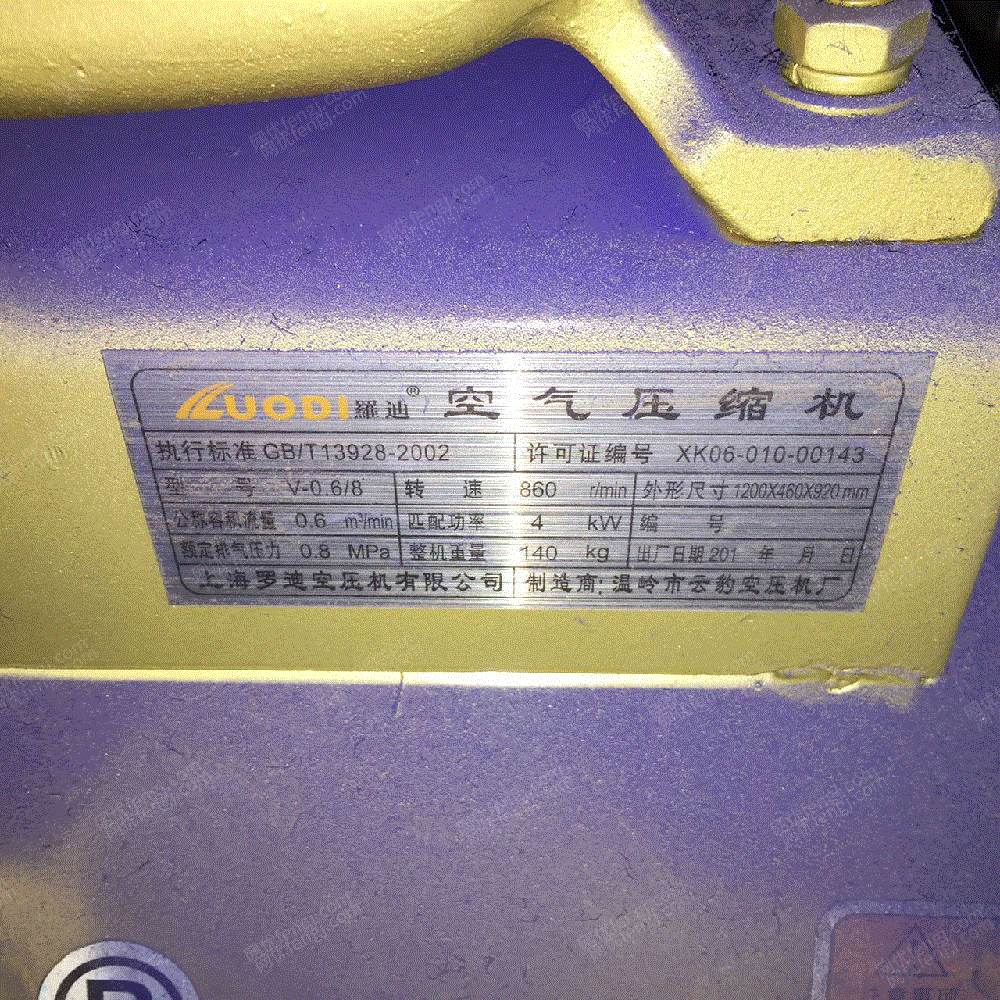 LUODI 羅迪® 空气压缩机
执行标准 GB/T13928-2002 许可证编号 XK06-010-00143
型 号 V-0.6/8 转 速 860 r/min 外形尺寸 1200X460X920 mm
公称容积流量 0.6 m³/min 匹配功率 4 kW 编 号
额定排气压力 0.8 MPa 整机重量 140 kg 出厂日期 201 年 月 日
上海罗迪空压机有限公司 制造商:温岭市云豹空压机厂